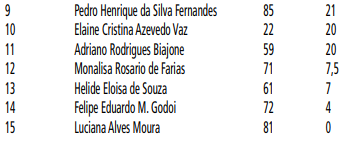 9 Pedro Henrique da Silva Fernandes 85 21
10 Elaine Cristina Azevedo Vaz 22 20
11 Adriano Rodrigues Biajone 59 20
12 Monalisa Rosario de Farias 71 7,5
13 Helide Eloisa de Souza 61 7
14 Felipe Eduardo M. Godoi 72 4
15 Luciana Alves Moura 81 0